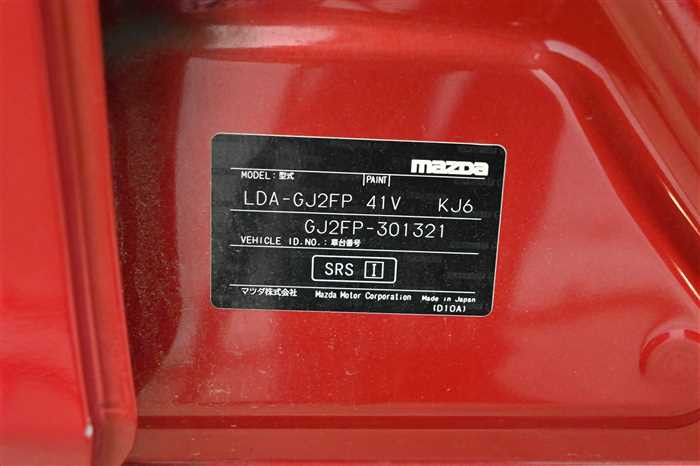 mazda
MODEL: 型式 PAINT
LDA-GJ2FP 41V KJ6
GJ2FP-301321
VEHICLE ID.NO.: 車台番号
SRS I
マツダ株式会社 Mazda Motor Corporation Made in Japan
(D10A)